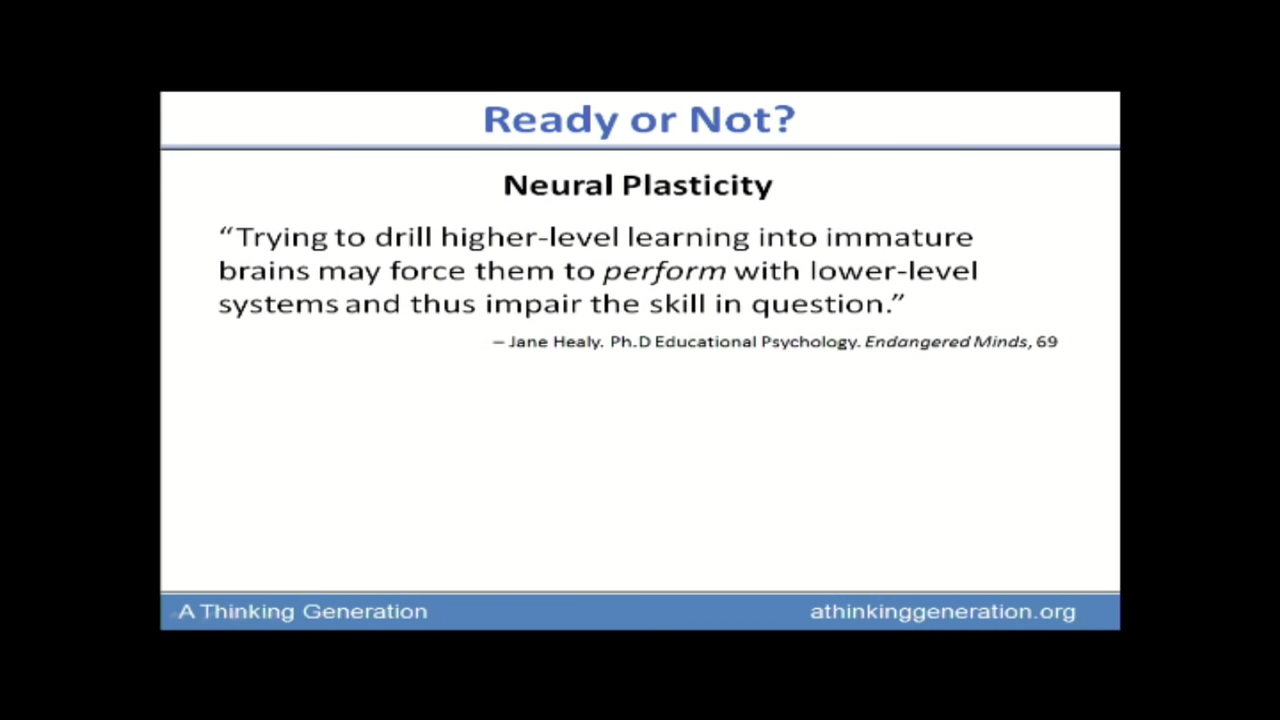 Ready or Not?
Neural Plasticity
“Trying to drill higher-level learning into immature
brains may force them to perform with lower-level
systems and thus impair the skill in question.”
– Jane Healy. Ph.D Educational Psychology. Endangered Minds, 69
A Thinking Generation
athinkinggeneration.org